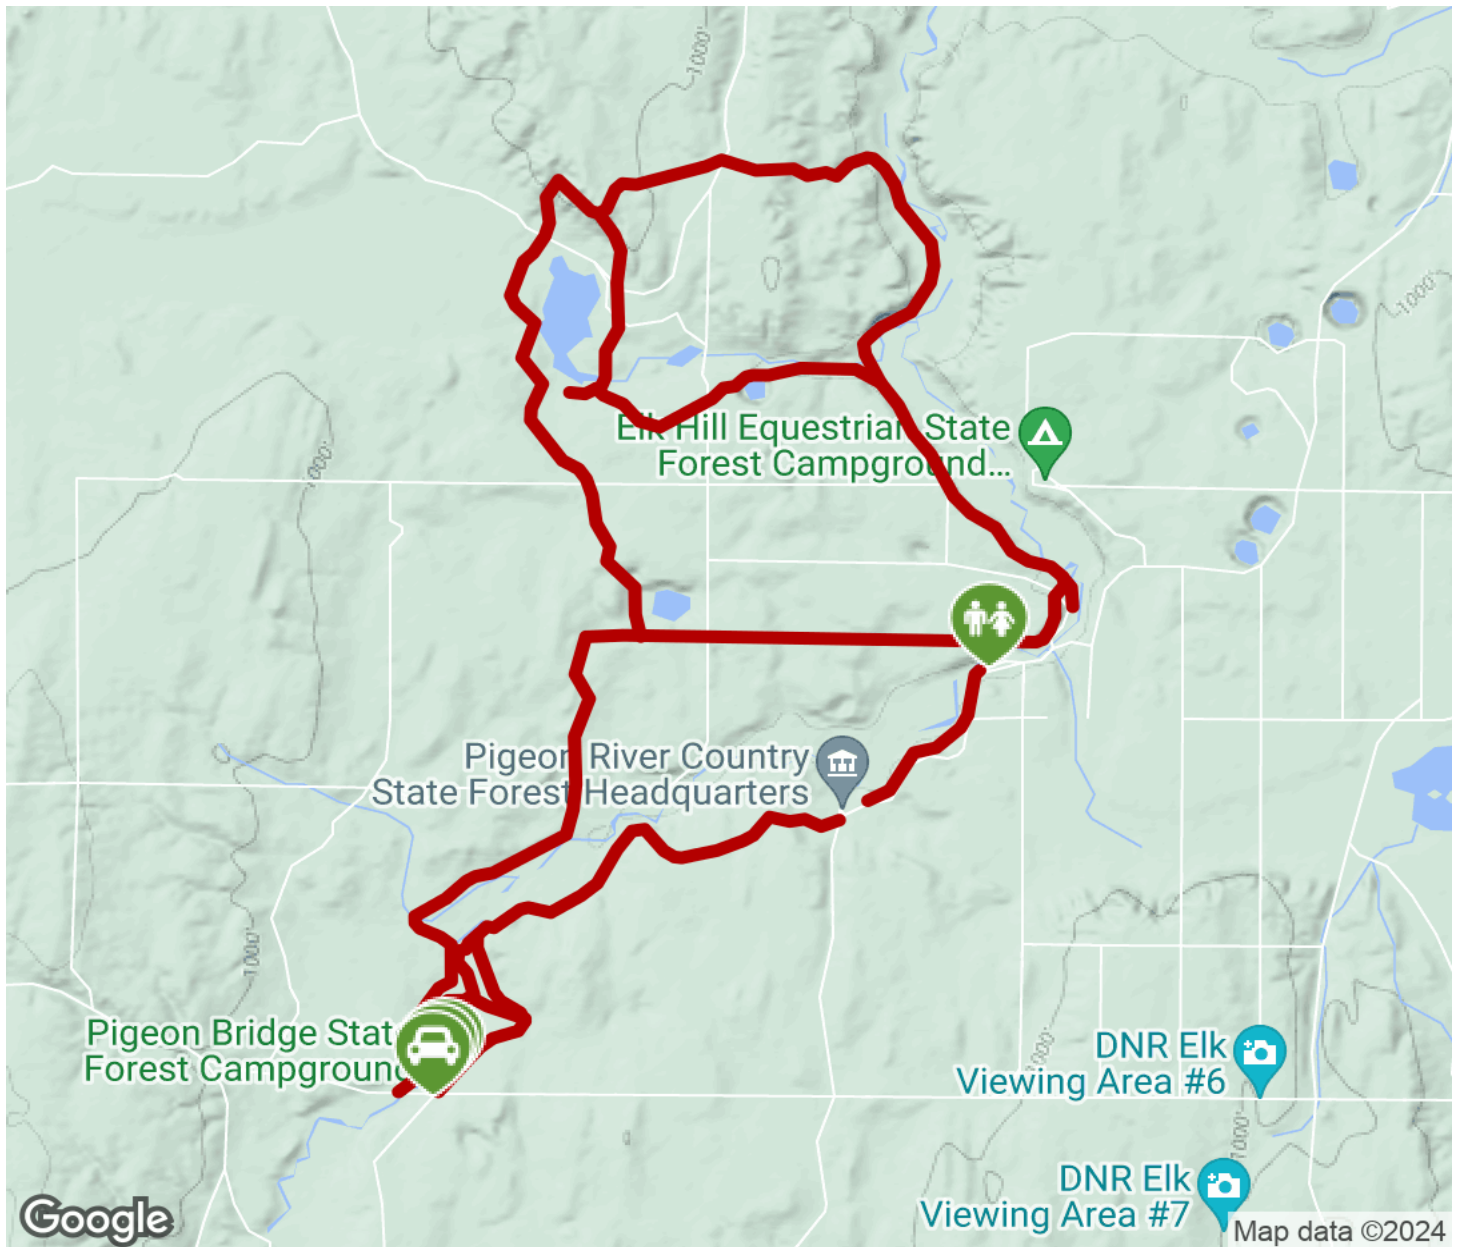 1000'
1000'
Elk Hill Equestrian State
Forest Campground...
1000'
Pigeon River Country
State Forest Headquarters
1000'
Pigeon Bridge Stat
Forest Campground
1000'
DNR Elk
Viewing Area #6
1000'
DNR Elk
Viewing Area #7
Google
Map data ©2024